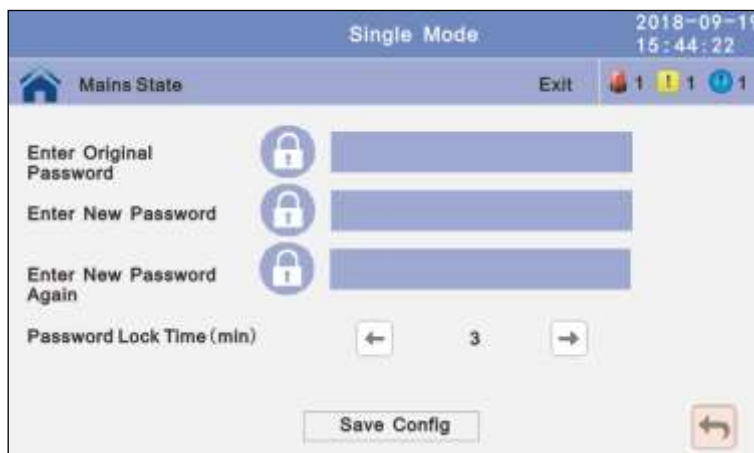 Single Mode
2018-09-19
15:44:22
Mains State
Exit
1
1
1
Enter Original
Password
Enter New Password
Enter New Password
Again
Password Lock Time(min)
3
Save Config